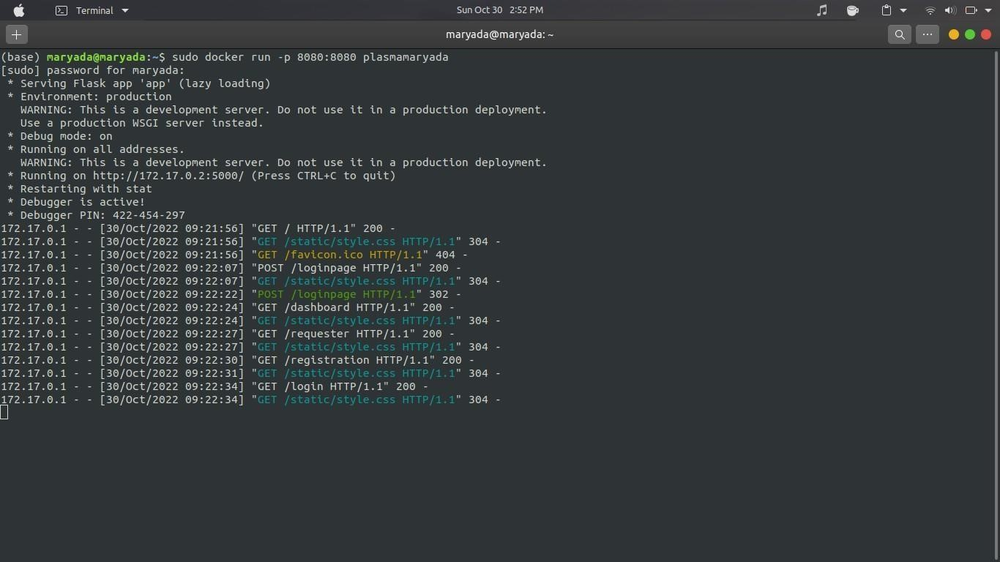 Terminal
Sun Oct 30 2:52 PM
maryada@maryada: ~
(base) maryada@maryada:~$ sudo docker run -p 8080:8080 plasmamaryada
[sudo] password for maryada:
 * Serving Flask app 'app' (lazy loading)
 * Environment: production
   WARNING: This is a development server. Do not use it in a production deployment.
   Use a production WSGI server instead.
 * Debug mode: on
 * Running on all addresses.
   WARNING: This is a development server. Do not use it in a production deployment.
 * Running on http://172.17.0.2:5000/ (Press CTRL+C to quit)
 * Restarting with stat
 * Debugger is active!
 * Debugger PIN: 422-454-297
172.17.0.1 - - [30/Oct/2022 09:21:56] "GET / HTTP/1.1" 200 -
172.17.0.1 - - [30/Oct/2022 09:21:56] "GET /static/style.css HTTP/1.1" 304 -
172.17.0.1 - - [30/Oct/2022 09:21:56] "GET /favicon.ico HTTP/1.1" 404 -
172.17.0.1 - - [30/Oct/2022 09:22:07] "POST /loginpage HTTP/1.1" 200 -
172.17.0.1 - - [30/Oct/2022 09:22:07] "GET /static/style.css HTTP/1.1" 304 -
172.17.0.1 - - [30/Oct/2022 09:22:22] "POST /loginpage HTTP/1.1" 302 -
172.17.0.1 - - [30/Oct/2022 09:22:24] "GET /dashboard HTTP/1.1" 200 -
172.17.0.1 - - [30/Oct/2022 09:22:24] "GET /static/style.css HTTP/1.1" 304 -
172.17.0.1 - - [30/Oct/2022 09:22:27] "GET /requester HTTP/1.1" 200 -
172.17.0.1 - - [30/Oct/2022 09:22:27] "GET /static/style.css HTTP/1.1" 304 -
172.17.0.1 - - [30/Oct/2022 09:22:30] "GET /registration HTTP/1.1" 200 -
172.17.0.1 - - [30/Oct/2022 09:22:31] "GET /static/style.css HTTP/1.1" 304 -
172.17.0.1 - - [30/Oct/2022 09:22:34] "GET /login HTTP/1.1" 200 -
172.17.0.1 - - [30/Oct/2022 09:22:34] "GET /static/style.css HTTP/1.1" 304 -